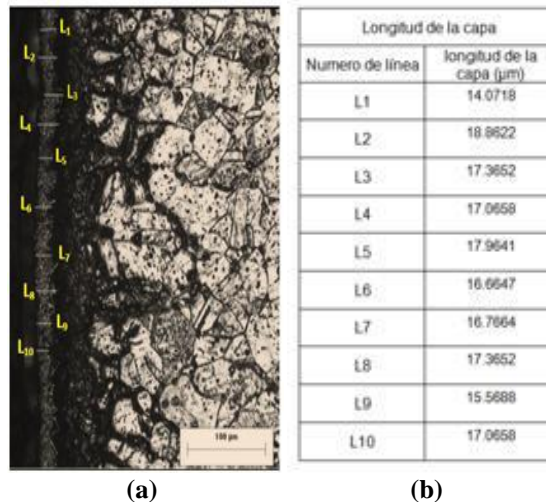 L1
L2
L3
L4
L5
L6
L7
L8
L9
L10
100 µm
(a)
Longitud de la capa
Numero de línea longitud de la capa (µm)
L1 14.0718
L2 18.8622
L3 17.3652
L4 17.0658
L5 17.9641
L6 16.6647
L7 16.7664
L8 17.3652
L9 15.5688
L10 17.0658
(b)